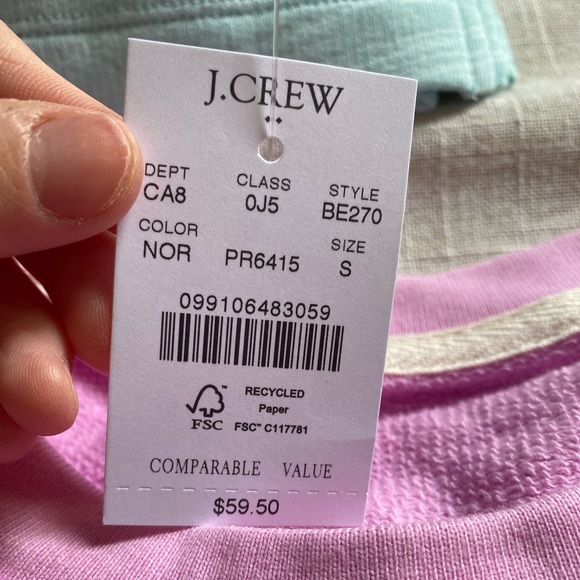 J.CREW
DEPT CLASS STYLE
CA8 0J5 BE270
COLOR SIZE
NOR PR6415 S
099106483059
RECYCLED
Paper
FSC™ FSC™ C117781
COMPARABLE VALUE
$59.50